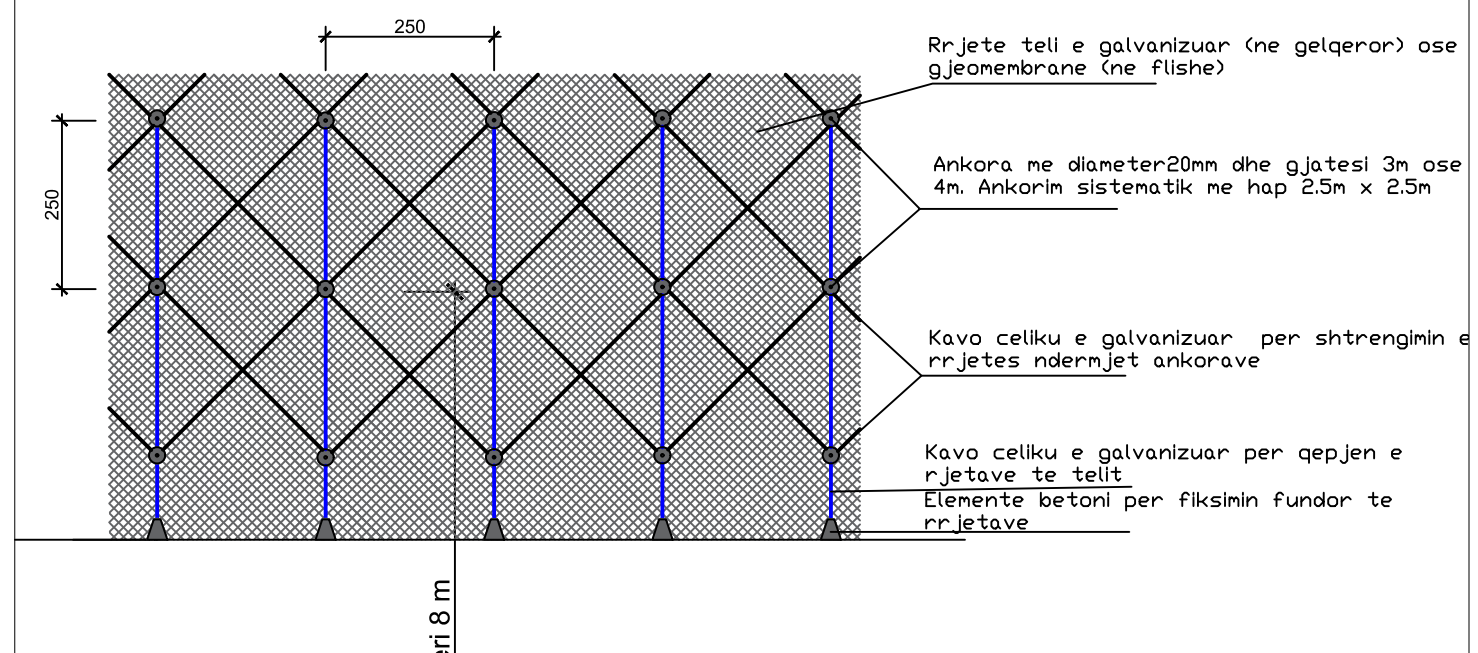 250
Rrjete teli e galvanizuar (ne gelqeror) ose
gjeomembrane (ne flishe)
250
Ankora me diameter20mm dhe gjatesi 3m ose
4m. Ankorim sistematik me hap 2.5m x 2.5m
Kavo celiku e galvanizuar per shtrengimin e
rrjetes ndermjet ankorave
Kavo celiku e galvanizuar per qepjen e
rjetave te telit
Elemente betoni per fiksimin fundor te
rrjetave
8 m